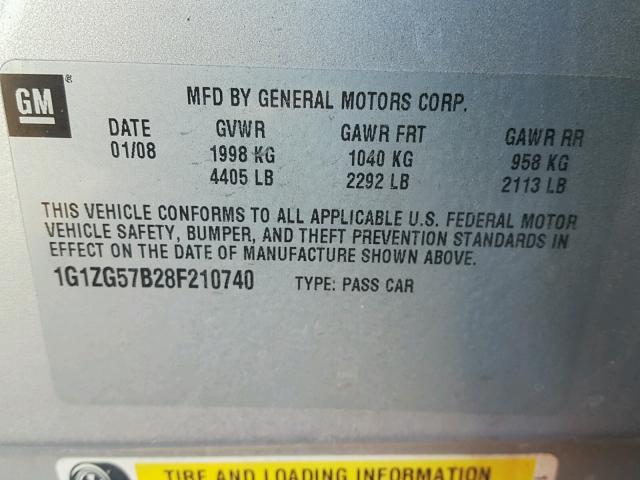 GM®
MFD BY GENERAL MOTORS CORP.
DATE GVWR GAWR FRT GAWR RR
01/08 1998 KG 1040 KG 958 KG
4405 LB 2292 LB 2113 LB
THIS VEHICLE CONFORMS TO ALL APPLICABLE U.S. FEDERAL MOTOR
VEHICLE SAFETY, BUMPER, AND THEFT PREVENTION STANDARDS IN
EFFECT ON THE DATE OF MANUFACTURE SHOWN ABOVE.
1G1ZG57B28F210740 TYPE: PASS CAR
TIRE AND LOADING INFORMATION